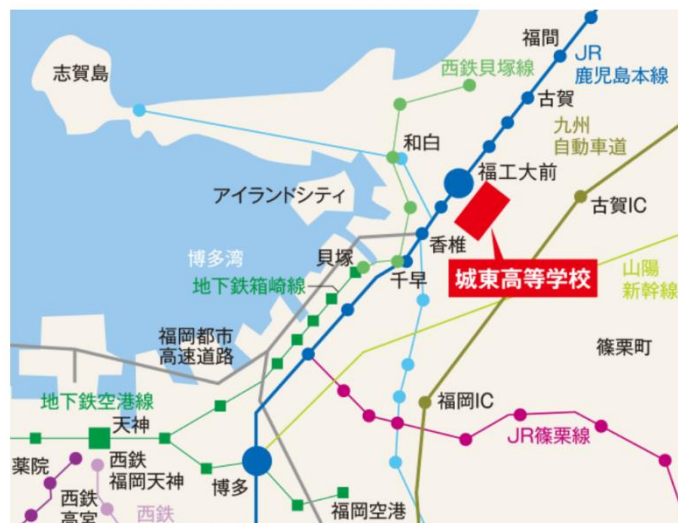 福間
JR
鹿児島本線
志賀島
西鉄貝塚線
古賀
九州
自動車道
和白
福工大前
アイランドシティ
古賀IC
香椎
博多湾
貝塚
千早
城東高等学校
山陽
新幹線
地下鉄箱崎線
福岡都市
高速道路
篠栗町
地下鉄空港線
福岡IC
天神
JR篠栗線
薬院
西鉄
福岡天神
博多
西鉄
高宮
西鉄
福岡空港